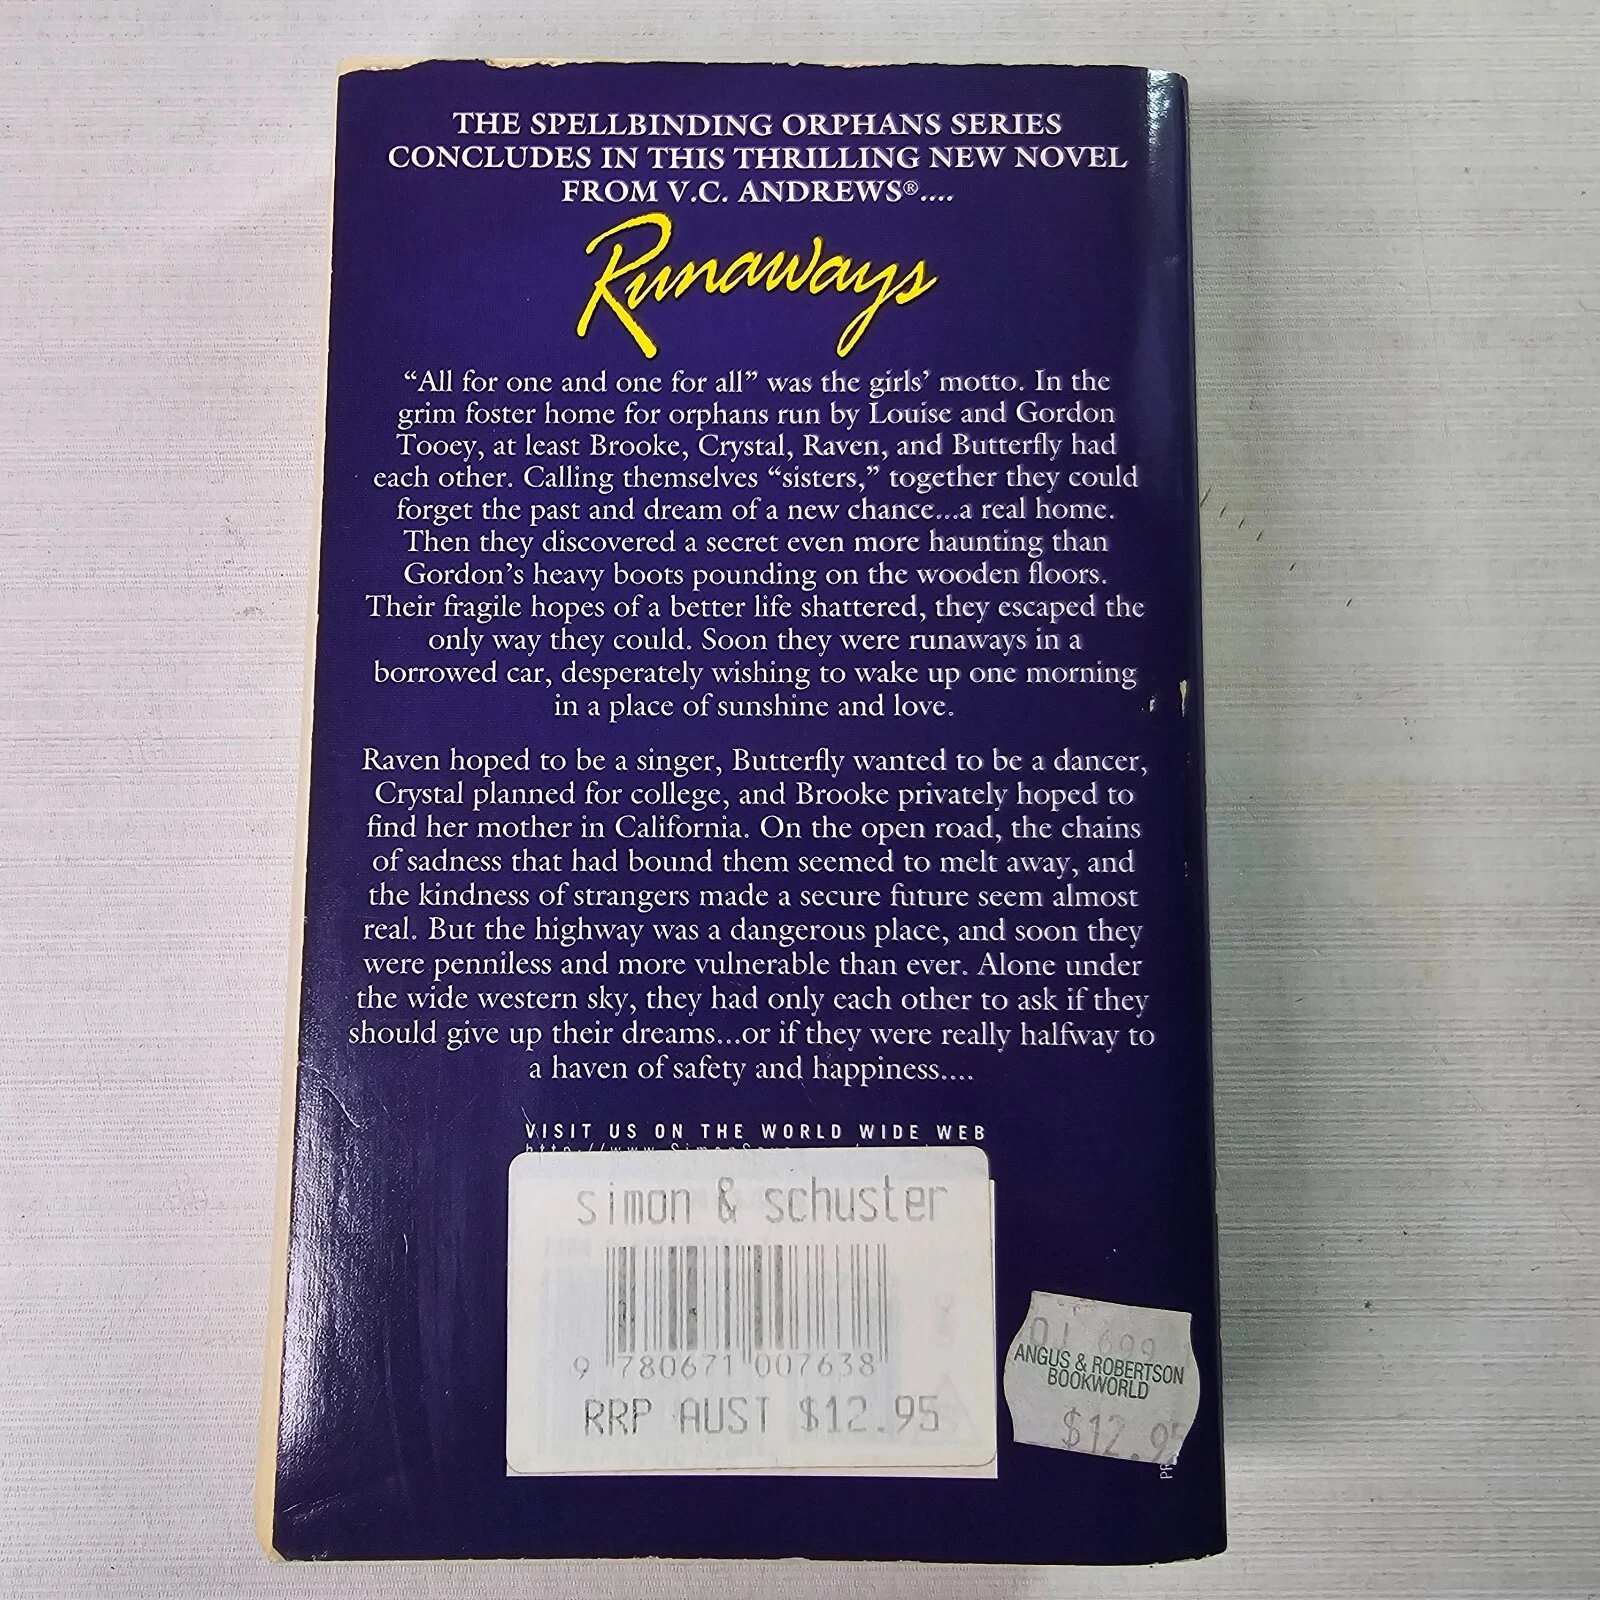 THE SPELLBINDING ORPHANS SERIES
CONCLUDES IN THIS THRILLING NEW NOVEL
FROM V.C. ANDREWS®....
Runaways
“All for one and one for all” was the girls’ motto. In the
grim foster home for orphans run by Louise and Gordon
Tooey, at least Brooke, Crystal, Raven, and Butterfly had
each other. Calling themselves “sisters,” together they could
forget the past and dream of a new chance...a real home.
Then they discovered a secret even more haunting than
Gordon’s heavy boots pounding on the wooden floors.
Their fragile hopes of a better life shattered, they escaped the
only way they could. Soon they were runaways in a
borrowed car, desperately wishing to wake up one morning
in a place of sunshine and love.
Raven hoped to be a singer, Butterfly wanted to be a dancer,
Crystal planned for college, and Brooke privately hoped to
find her mother in California. On the open road, the chains
of sadness that had bound them seemed to melt away, and
the kindness of strangers made a secure future seem almost
real. But the highway was a dangerous place, and soon they
were penniless and more vulnerable than ever. Alone under
the wide western sky, they had only each other to ask if they
should give up their dreams...or if they were really halfway to
a haven of safety and happiness....
VISIT US ON THE WORLD WIDE WEB
simon & schuster
9 780671 007638
RRP AUST $12.95
ANGUS & ROBERTSON
BOOKWORLD
$12.95